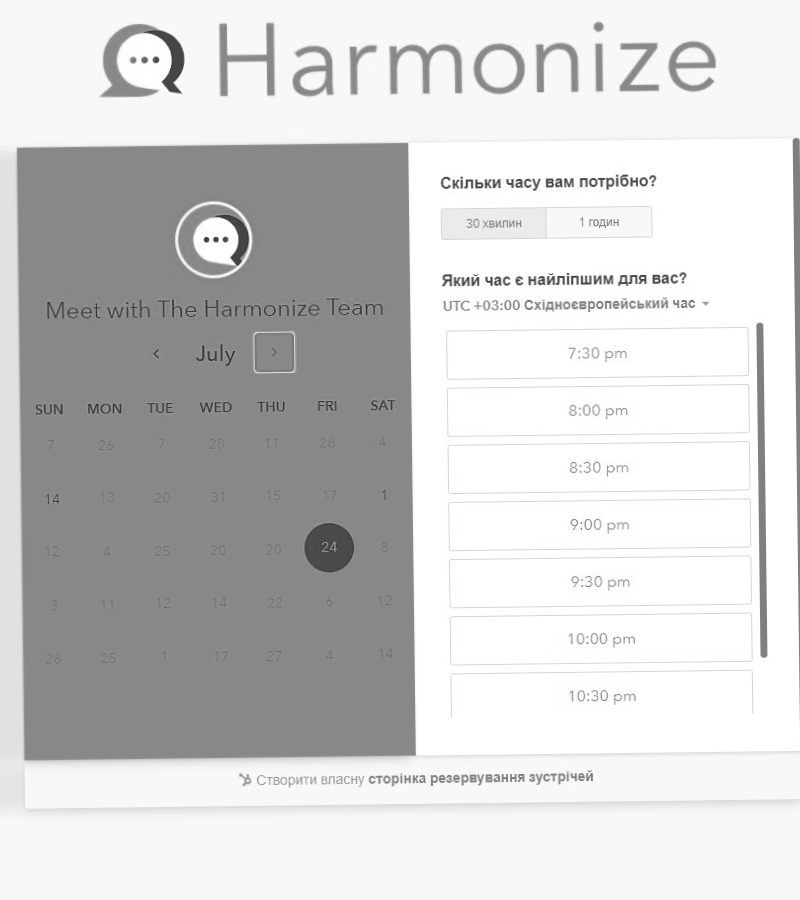 Harmonize
Meet with The Harmonize Team
July
SUN MON TUE WED THU FRI SAT
7 26 7 28 11 28 4
14 13 20 31 15 17 1
12 4 25 20 20 24 8
3 11 12 14 22 6 12
28 25 1 17 27 4 14
Скільки часу вам потрібно?
30 хвилин 1 годин
Який час є найліпшим для вас?
UTC +03:00 Східноєвропейський час
7:30 pm
8:00 pm
8:30 pm
9:00 pm
9:30 pm
10:00 pm
10:30 pm
Створити власну сторінка резервування зустрічей